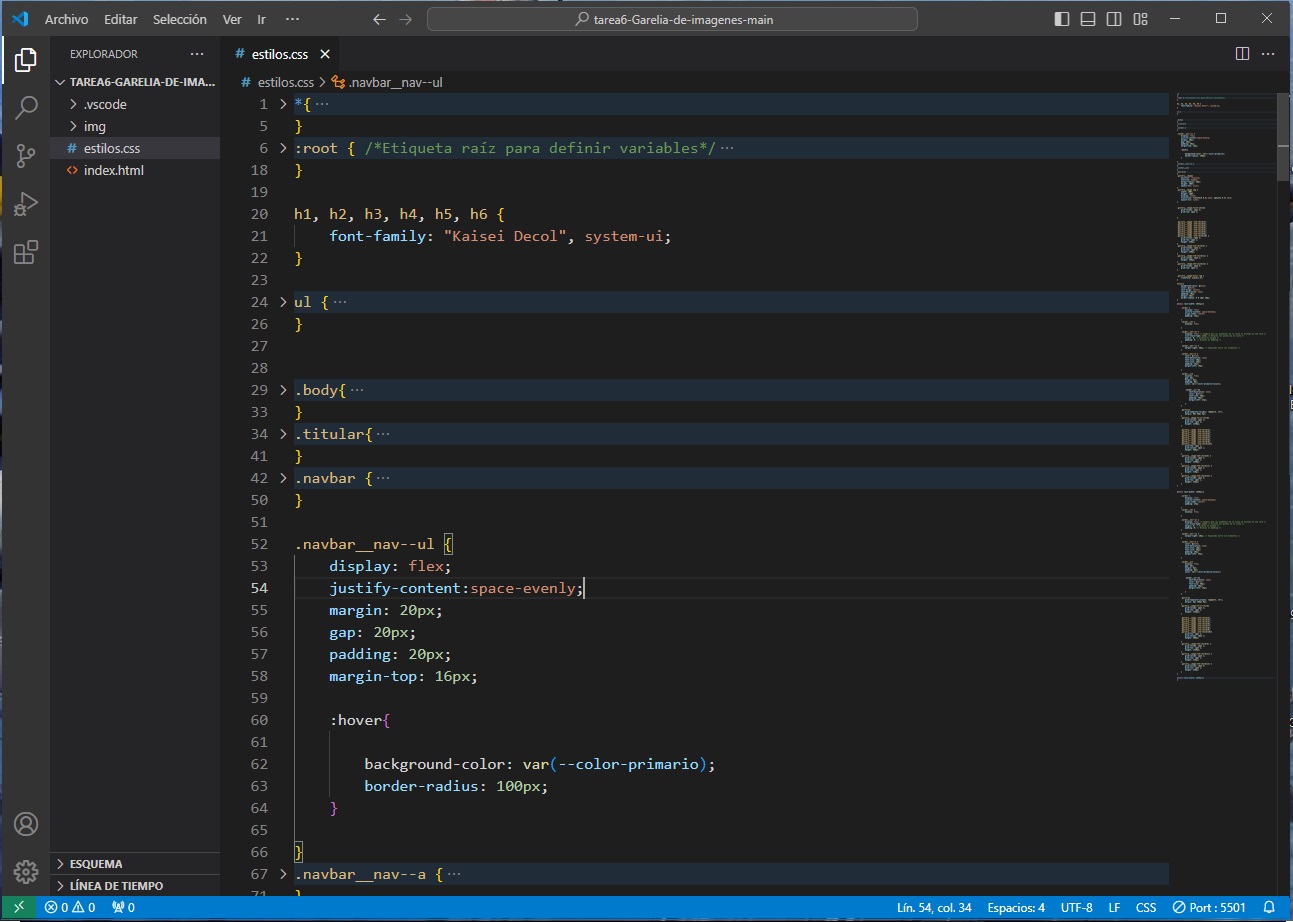 Archivo Editar Selección Ver Ir ···
tarea6-Garelia-de-imagenes-main
EXPLORADOR ···
TAREA6-GARELIA-DE-IMA...
.vscode
img
# estilos.css
<> index.html
ESQUEMA
LÍNEA DE TIEMPO
# estilos.css
# estilos.css > .navbar__nav--ul
1 > *{ ···
5 }
6 > :root { /*Etiqueta raíz para definir variables*/ ···
18 }
19
20 h1, h2, h3, h4, h5, h6 {
21 font-family: "Kaisei Decol", system-ui;
22 }
23
24 > ul { ···
26 }
27
28
29 > .body{ ···
33 }
34 > .titular{ ···
41 }
42 > .navbar { ···
50 }
51
52 .navbar__nav--ul {
53 display: flex;
54 justify-content:space-evenly;
55 margin: 20px;
56 gap: 20px;
57 padding: 20px;
58 margin-top: 16px;
59
60 :hover{
61
62 background-color: var(--color-primario);
63 border-radius: 100px;
64 }
65
66 }
67 > .navbar__nav--a { ···
71 }
0 0 0
Lín. 54, col. 34 Espacios: 4 UTF-8 LF CSS Port : 5501